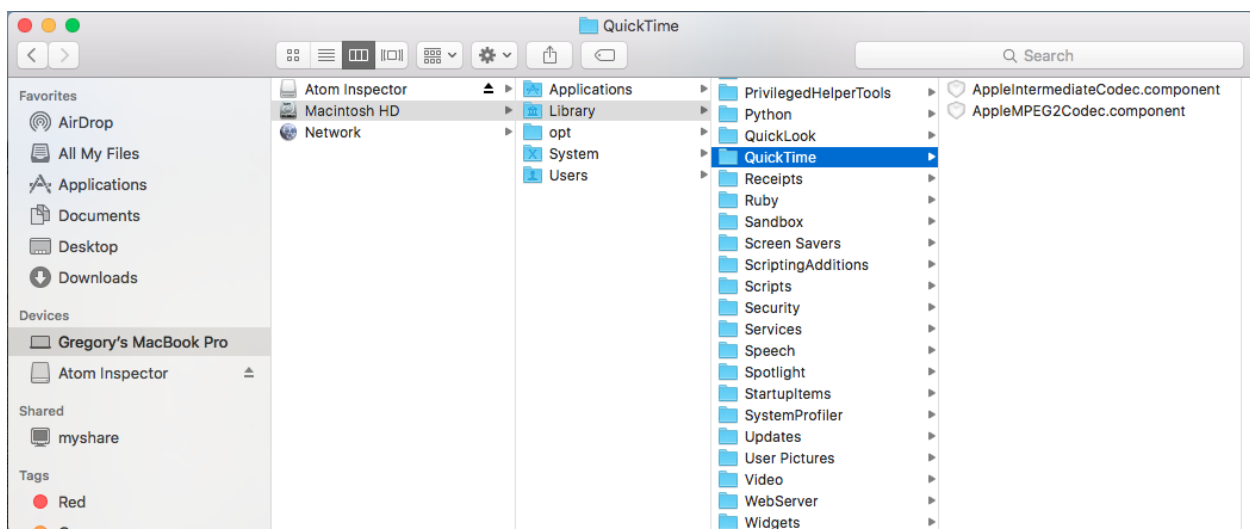 QuickTime
Search
Favorites
AirDrop
All My Files
Applications
Documents
Desktop
Downloads
Devices
Gregory's MacBook Pro
Atom Inspector
Shared
myshare
Tags
Red
Atom Inspector
Macintosh HD
Network
Applications
Library
opt
System
Users
PrivilegedHelperTools
Python
QuickLook
QuickTime
Receipts
Ruby
Sandbox
Screen Savers
ScriptingAdditions
Scripts
Security
Services
Speech
Spotlight
StartupItems
SystemProfiler
Updates
User Pictures
Video
WebServer
Widgets
AppleIntermediateCodec.component
AppleMPEG2Codec.component